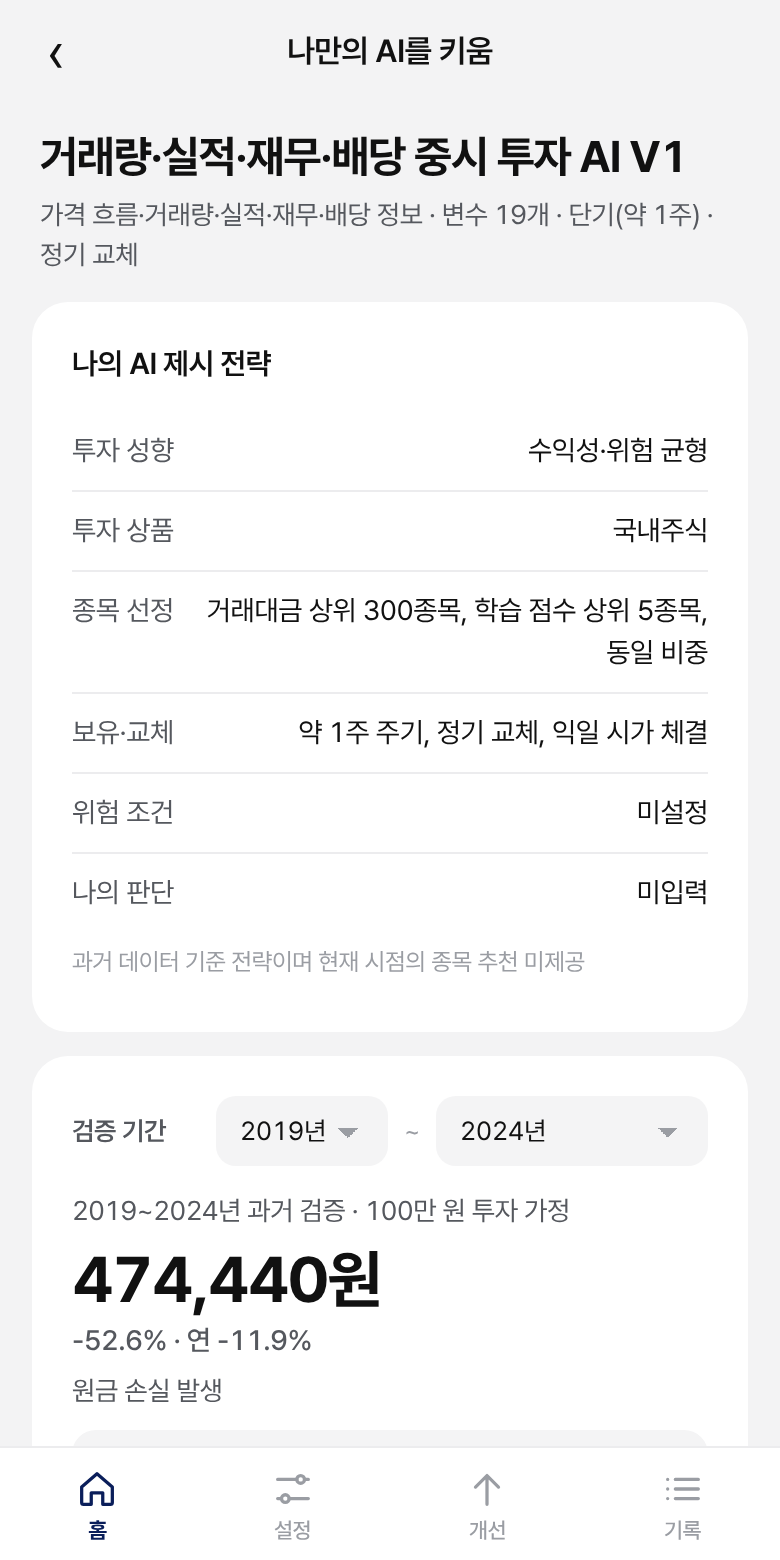 나만의 AI를 키움
거래량·실적·재무·배당 중시 투자 AI V1
가격 흐름·거래량·실적·재무·배당 정보 · 변수 19개 · 단기(약 1주) ·
정기 교체
나의 AI 제시 전략
투자 성향 수익성·위험 균형
투자 상품 국내주식
종목 선정 거래대금 상위 300종목, 학습 점수 상위 5종목,
동일 비중
보유·교체 약 1주 주기, 정기 교체, 익일 시가 체결
위험 조건 미설정
나의 판단 미입력
과거 데이터 기준 전략이며 현재 시점의 종목 추천 미제공
검증 기간 2019년 ~ 2024년
2019~2024년 과거 검증 · 100만 원 투자 가정
474,440원
-52.6% · 연 -11.9%
원금 손실 발생
홈 설정 개선 기록